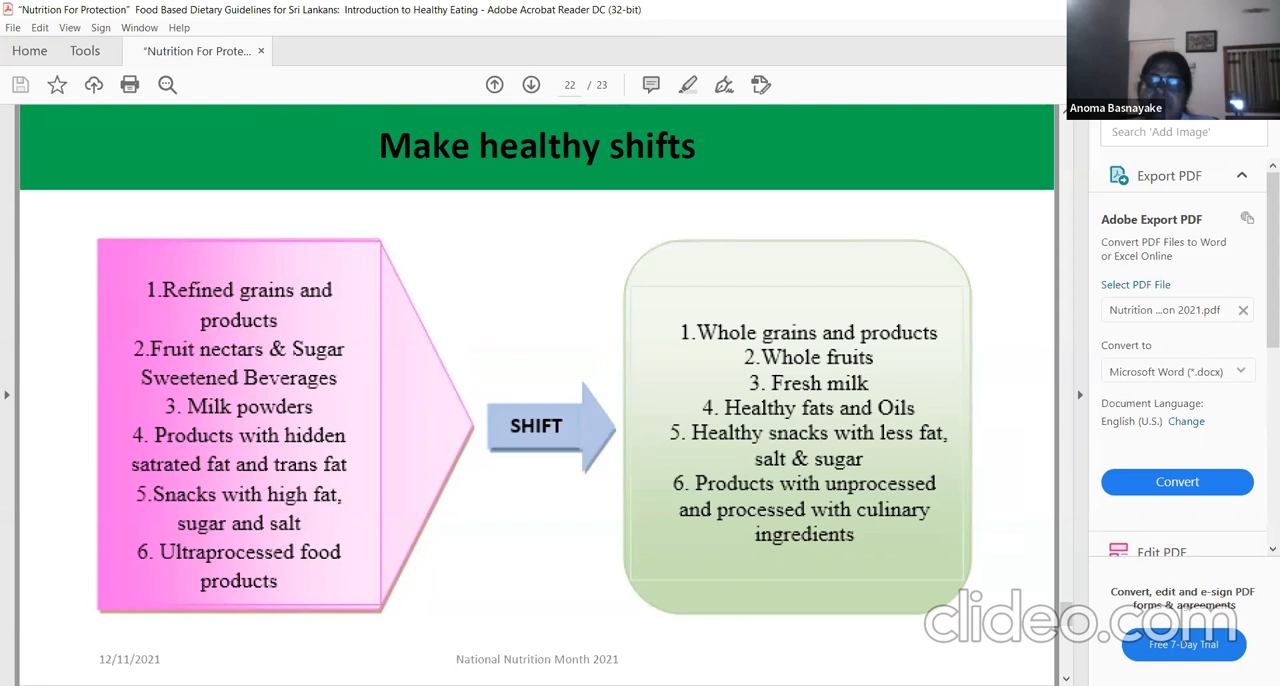 "Nutrition For Protection" Food Based Dietary Guidelines for Sri Lankans: Introduction to Healthy Eating - Adobe Acrobat Reader DC (32-bit)
File Edit View Sign Window Help
Home Tools "Nutrition For Prote... ×
22 / 23
Anoma Basnayake
Make healthy shifts
1.Refined grains and
products
2.Fruit nectars & Sugar
Sweetened Beverages
3. Milk powders
4. Products with hidden
satrated fat and trans fat
5.Snacks with high fat,
sugar and salt
6. Ultraprocessed food
products
SHIFT
1.Whole grains and products
2.Whole fruits
3. Fresh milk
4. Healthy fats and Oils
5. Healthy snacks with less fat,
salt & sugar
6. Products with unprocessed
and processed with culinary
ingredients
12/11/2021
National Nutrition Month 2021
Search 'Add Image'
Export PDF
Adobe Export PDF
Convert PDF Files to Word
or Excel Online
Select PDF File
Nutrition ...on 2021.pdf
Convert to
Microsoft Word (*.docx)
Document Language:
English (U.S.) Change
Convert
Edit PDF
Convert, edit and e-sign PDF
forms & agreements
Free 7-Day Trial
clideo.com